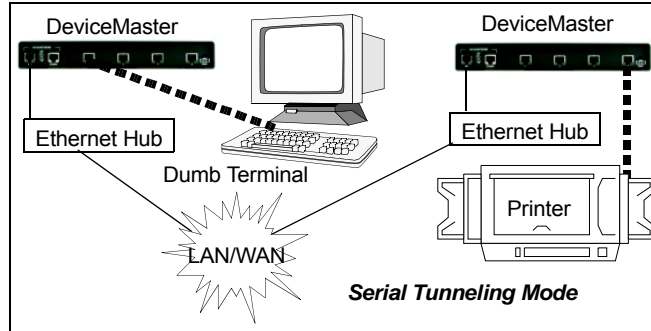 DeviceMaster
DeviceMaster
Ethernet Hub
Ethernet Hub
Dumb Terminal
Printer
LAN/WAN
Serial Tunneling Mode